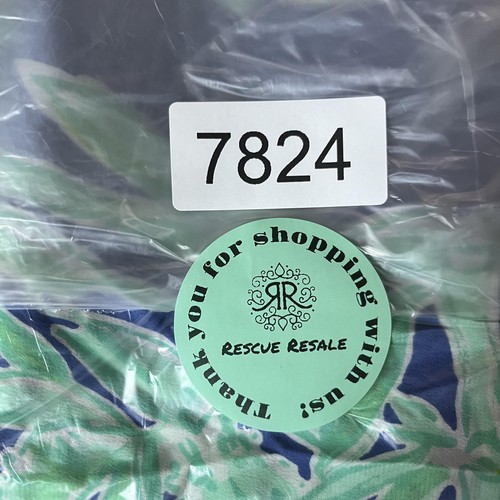 7824
Thank you for shopping with us!
RR
RESCUE RESALE